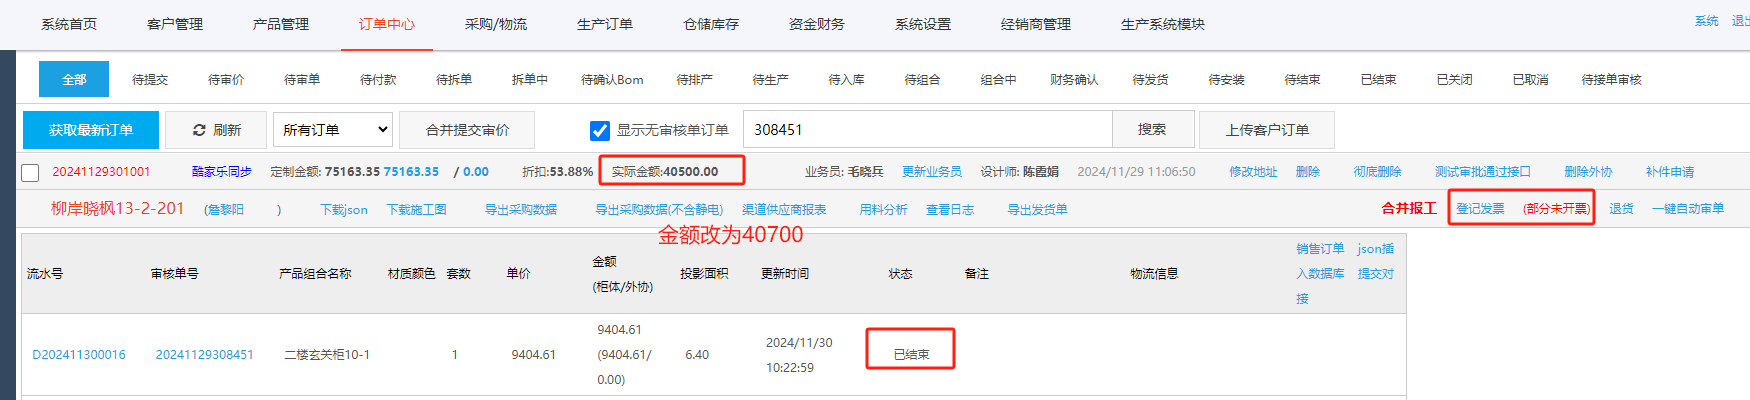 系统首页 客户管理 产品管理 订单中心 采购/物流 生产订单 仓储库存 资金财务 系统设置 经销商管理 生产系统模块 系统
全部 待提交 待审价 待审单 待付款 待拆单 拆单中 待确认Bom 待排产 待生产 待入库 待组合 组合中 财务确认 待发货 待安装 待结束 已结束 已关闭 已取消 待接单审核
获取最新订单 刷新 所有订单 合并提交审价 显示无审核单订单 308451 搜索 上传客户订单
20241129301001 酷家乐同步 定制金额: 75163.35 75163.35 / 0.00 折扣:53.88% 实际金额:40500.00 业务员: 毛晓兵 更新业务员 设计师: 陈霞娟 2024/11/29 11:06:50 修改地址 删除 彻底删除 测试审批通过接口 删除外协 补件申请
柳岸晓枫13-2-201 (詹黎阳 ) 下载json 下载施工图 导出采购数据 导出采购数据(不含静电) 渠道供应商报表 用料分析 查看日志 导出发货单 合并报工 登记发票 (部分未开票) 退货 一键自动审单
金额改为40700
流水号 审核单号 产品组合名称 材质颜色 套数 单价 金额 (柜体/外协) 投影面积 更新时间 状态 备注 物流信息 销售订单入数据库接 json插提交对
D202411300016 20241129308451 二楼玄关柜10-1 1 9404.61 9404.61 (9404.61/0.00) 6.40 2024/11/30 10:22:59 已结束